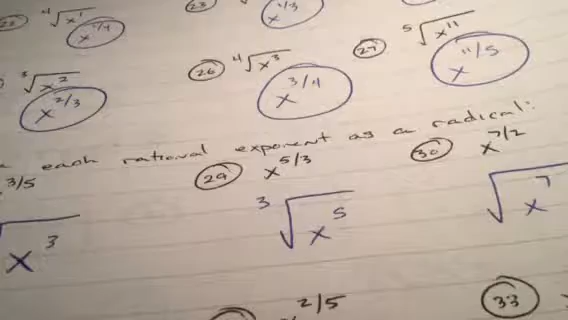 22 ⁴√x¹ 23
x^1/4 x^1/3
³√x² 26 ⁴√x³ 27 ⁵√x¹¹
x^2/3 x^3/4 x^11/5
each rational exponent as a radical:
x^3/5 29 x^5/3 30 x^7/2
√x³ ³√x⁵ √x⁷
2/5 33